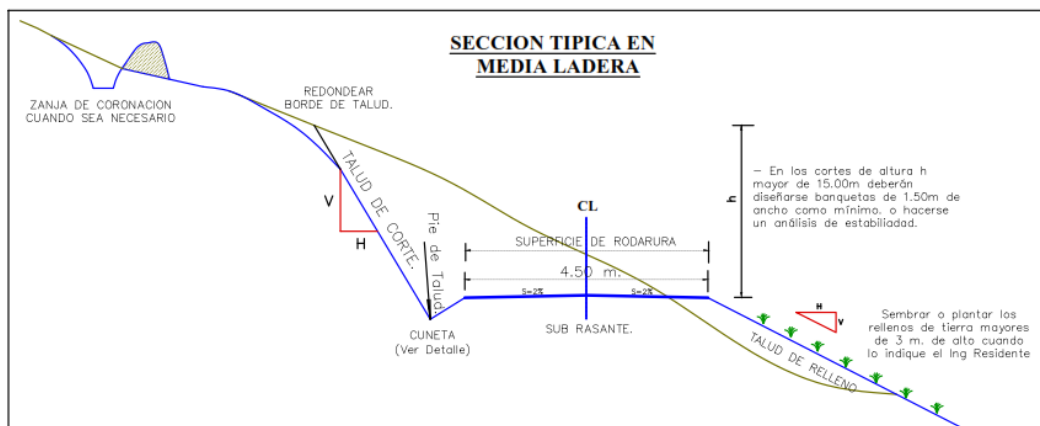 SECCION TIPICA EN
MEDIA LADERA
ZANJA DE CORONACION
CUANDO SEA NECESARIO
REDONDEAR
BORDE DE TALUD.
TALUD DE CORTE.
V
H
Pie de Talud.
CUNETA
(Ver Detalle)
CL
SUPERFICIE DE RODARURA
4.50 m.
S=2%
S=2%
SUB RASANTE.
h
– En los cortes de altura h
mayor de 15.00m deberán
diseñarse banquetas de 1.50m de
ancho como mínimo. o hacerse
un análisis de estabiliadad.
H
V
TALUD DE RELLENO
Sembrar o plantar los
rellenos de tierra mayores
de 3 m. de alto cuando
lo indique el Ing Residente